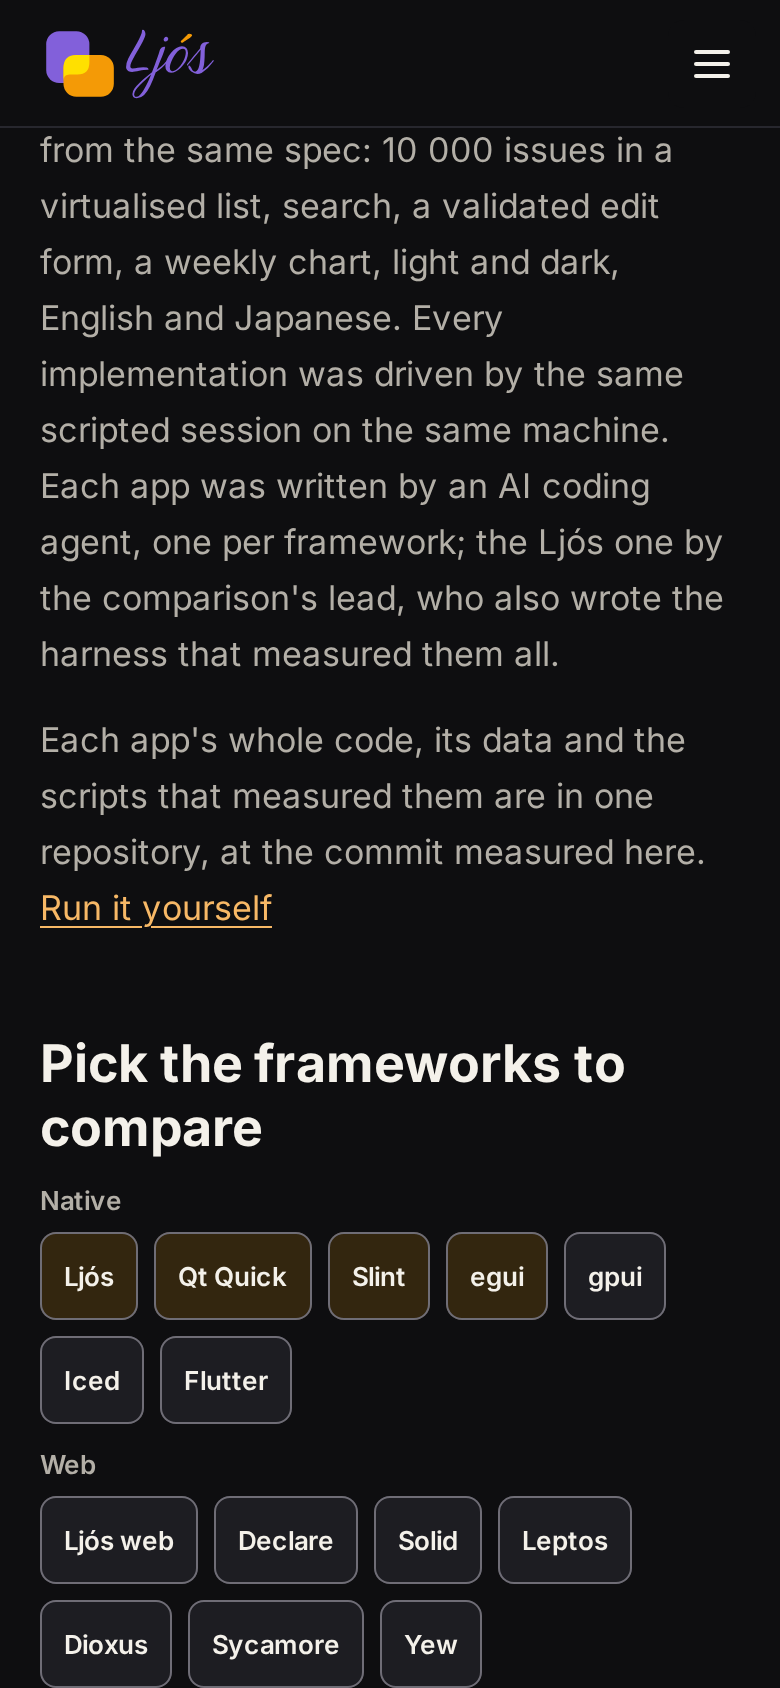 Ljós
from the same spec: 10 000 issues in a
virtualised list, search, a validated edit
form, a weekly chart, light and dark,
English and Japanese. Every
implementation was driven by the same
scripted session on the same machine.
Each app was written by an AI coding
agent, one per framework; the Ljós one by
the comparison's lead, who also wrote the
harness that measured them all.
Each app's whole code, its data and the
scripts that measured them are in one
repository, at the commit measured here.
Run it yourself
Pick the frameworks to
compare
Native
Ljós Qt Quick Slint egui gpui
Iced Flutter
Web
Ljós web Declare Solid Leptos
Dioxus Sycamore Yew